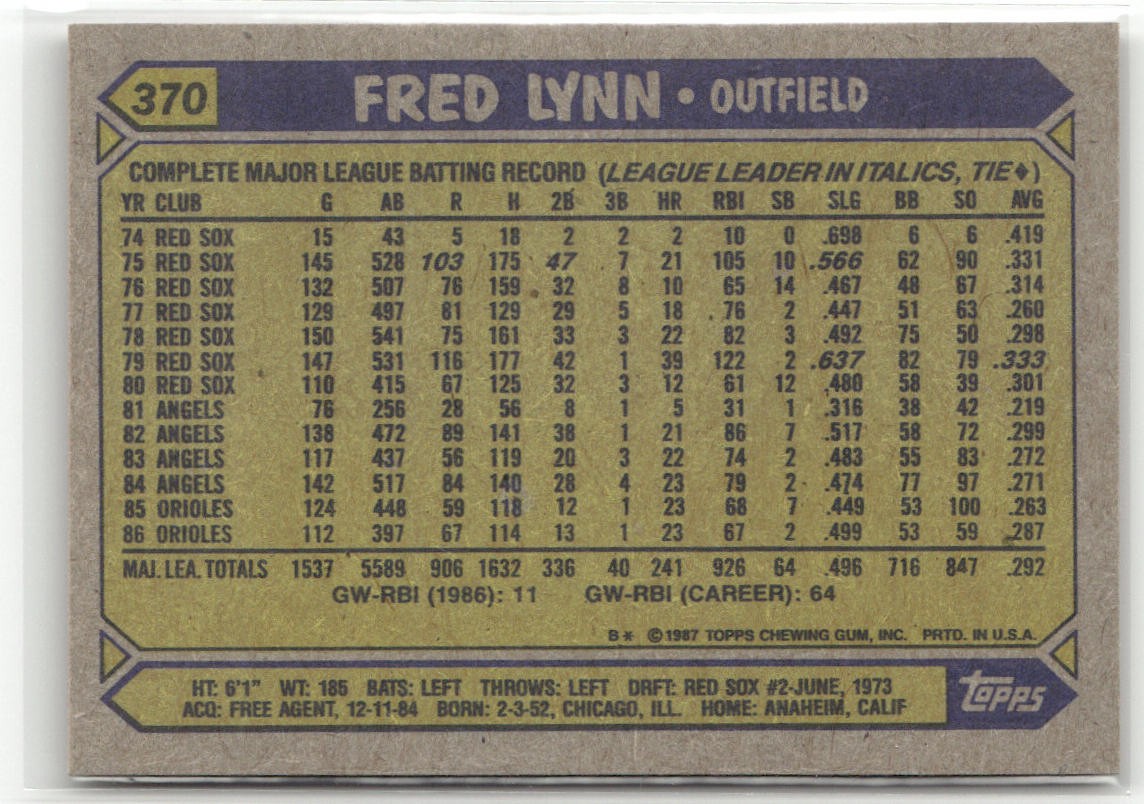 370 FRED LYNN • OUTFIELD
COMPLETE MAJOR LEAGUE BATTING RECORD (LEAGUE LEADER IN ITALICS, TIE♦)
YR CLUB G AB R H 2B 3B HR RBI SB SLG BB SO AVG
74 RED SOX 15 43 5 18 2 2 2 10 0 .698 6 6 .419
75 RED SOX 145 528 103 175 47 7 21 105 10 .566 62 90 .331
76 RED SOX 132 507 76 159 32 8 10 65 14 .467 48 67 .314
77 RED SOX 129 497 81 129 29 5 18 76 2 .447 51 63 .260
78 RED SOX 150 541 75 161 33 3 22 82 3 .492 75 50 .298
79 RED SOX 147 531 116 177 42 1 39 122 2 .637 82 79 .333
80 RED SOX 110 415 67 125 32 3 12 61 12 .480 58 39 .301
81 ANGELS 76 256 28 56 8 1 5 31 1 .316 38 42 .219
82 ANGELS 138 472 89 141 38 1 21 86 7 .517 58 72 .299
83 ANGELS 117 437 56 119 20 3 22 74 2 .483 55 83 .272
84 ANGELS 142 517 84 140 28 4 23 79 2 .474 77 97 .271
85 ORIOLES 124 448 59 118 12 1 23 68 7 .449 53 100 .263
86 ORIOLES 112 397 67 114 13 1 23 67 2 .499 53 59 .287
MAJ. LEA. TOTALS 1537 5589 906 1632 336 40 241 926 64 .496 716 847 .292
GW-RBI (1986): 11 GW-RBI (CAREER): 64
B* ©1987 TOPPS CHEWING GUM, INC. PRTD. IN U.S.A.
HT: 6'1" WT: 185 BATS: LEFT THROWS: LEFT DRFT: RED SOX #2-JUNE, 1973
ACQ: FREE AGENT, 12-11-84 BORN: 2-3-52, CHICAGO, ILL. HOME: ANAHEIM, CALIF
topps